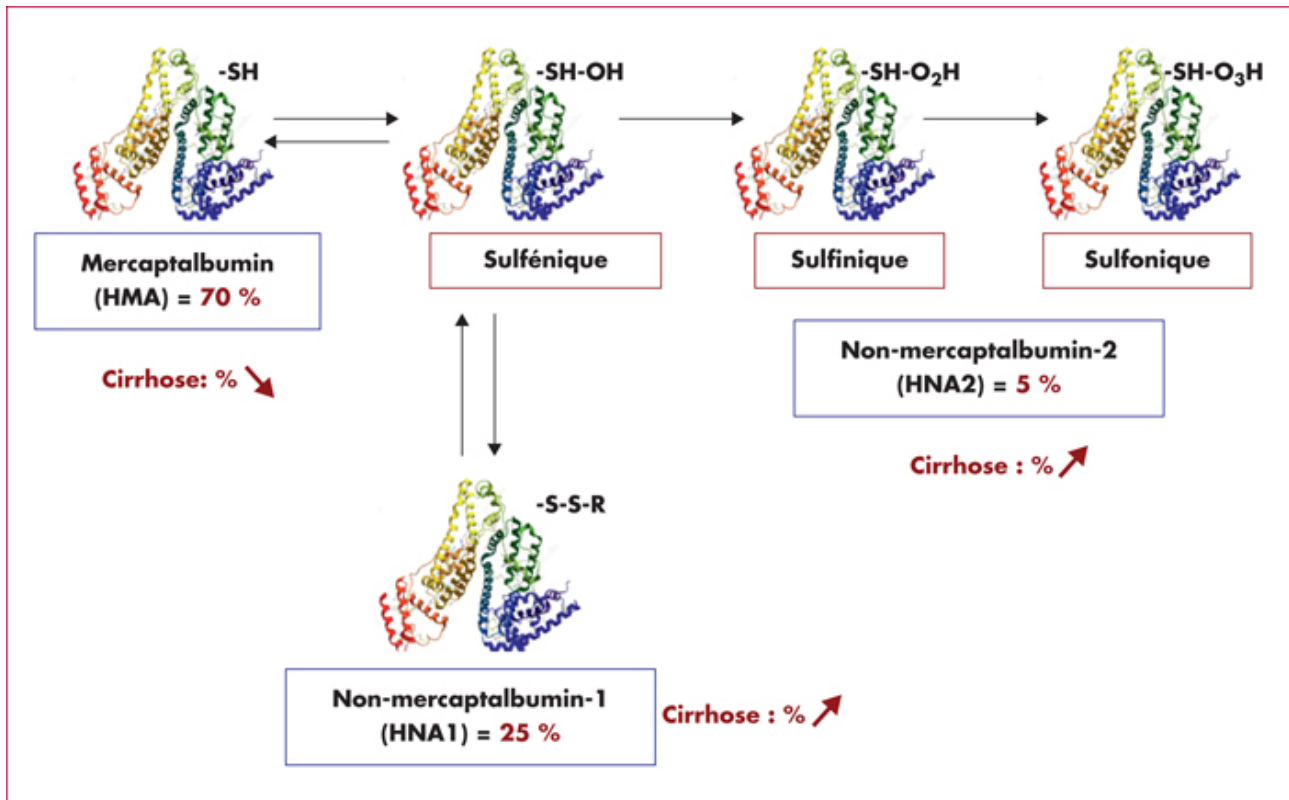 -SH
-SH-OH
-SH-O₂H
-SH-O₃H
Mercaptalbumin
(HMA) = 70 %
Sulfénique
Sulfinique
Sulfonique
Cirrhose: %
Non-mercaptalbumin-2
(HNA2) = 5 %
Cirrhose : %
-S-S-R
Non-mercaptalbumin-1
(HNA1) = 25 %
Cirrhose : %